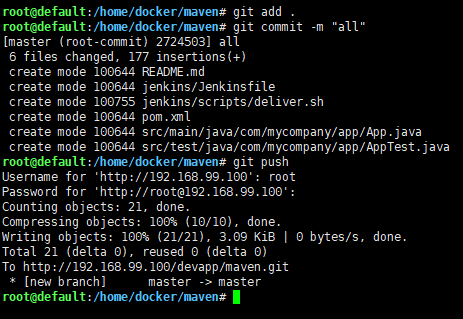 root@default:/home/docker/maven# git add .
root@default:/home/docker/maven# git commit -m "all"
[master (root-commit) 2724503] all
 6 files changed, 177 insertions(+)
 create mode 100644 README.md
 create mode 100644 jenkins/Jenkinsfile
 create mode 100755 jenkins/scripts/deliver.sh
 create mode 100644 pom.xml
 create mode 100644 src/main/java/com/mycompany/app/App.java
 create mode 100644 src/test/java/com/mycompany/app/AppTest.java
root@default:/home/docker/maven# git push
Username for 'http://192.168.99.100': root
Password for 'http://root@192.168.99.100':
Counting objects: 21, done.
Compressing objects: 100% (10/10), done.
Writing objects: 100% (21/21), 3.09 KiB | 0 bytes/s, done.
Total 21 (delta 0), reused 0 (delta 0)
To http://192.168.99.100/devapp/maven.git
 * [new branch]      master -> master
root@default:/home/docker/maven#